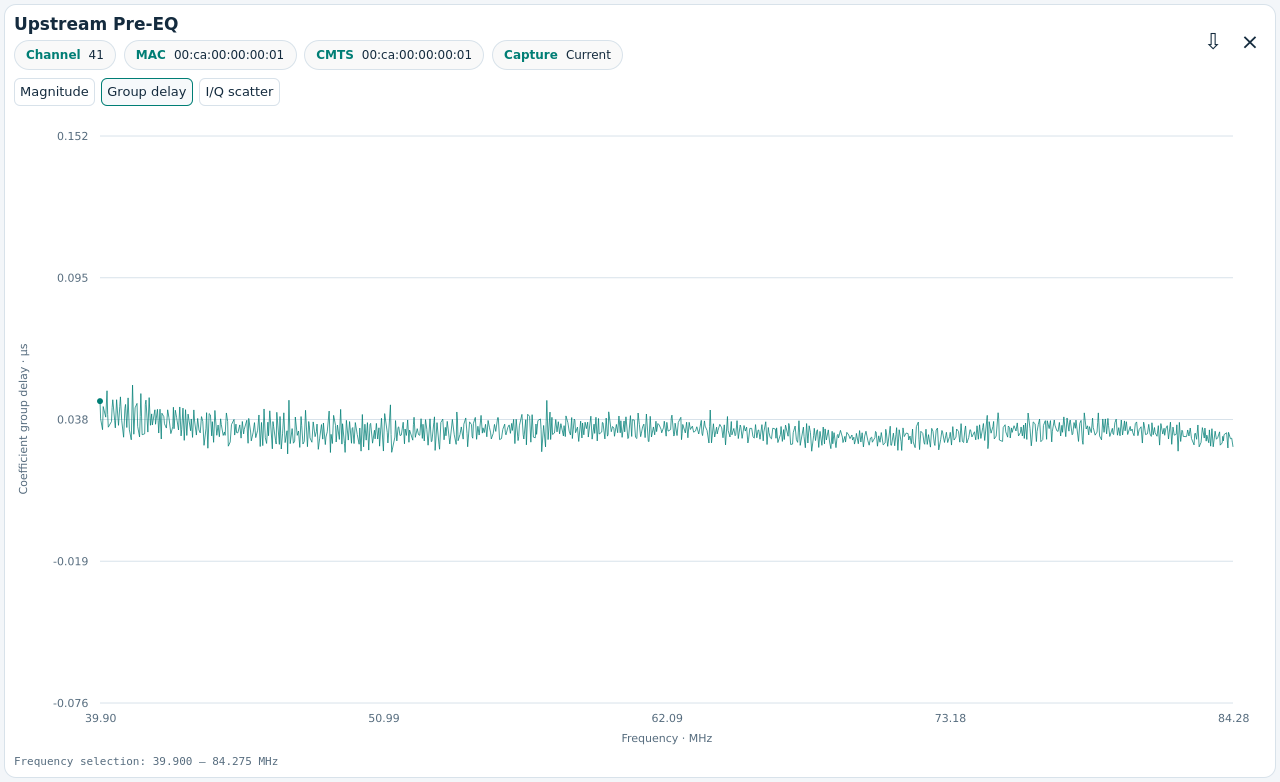 Upstream Pre-EQ
Channel 41 MAC 00:ca:00:00:00:01 CMTS 00:ca:00:00:00:01 Capture Current
⇩ ×
Magnitude Group delay I/Q scatter
0.152
0.095
0.038
-0.019
-0.076
Coefficient group delay · µs
39.90 50.99 62.09 73.18 84.28
Frequency · MHz
Frequency selection: 39.900 – 84.275 MHz